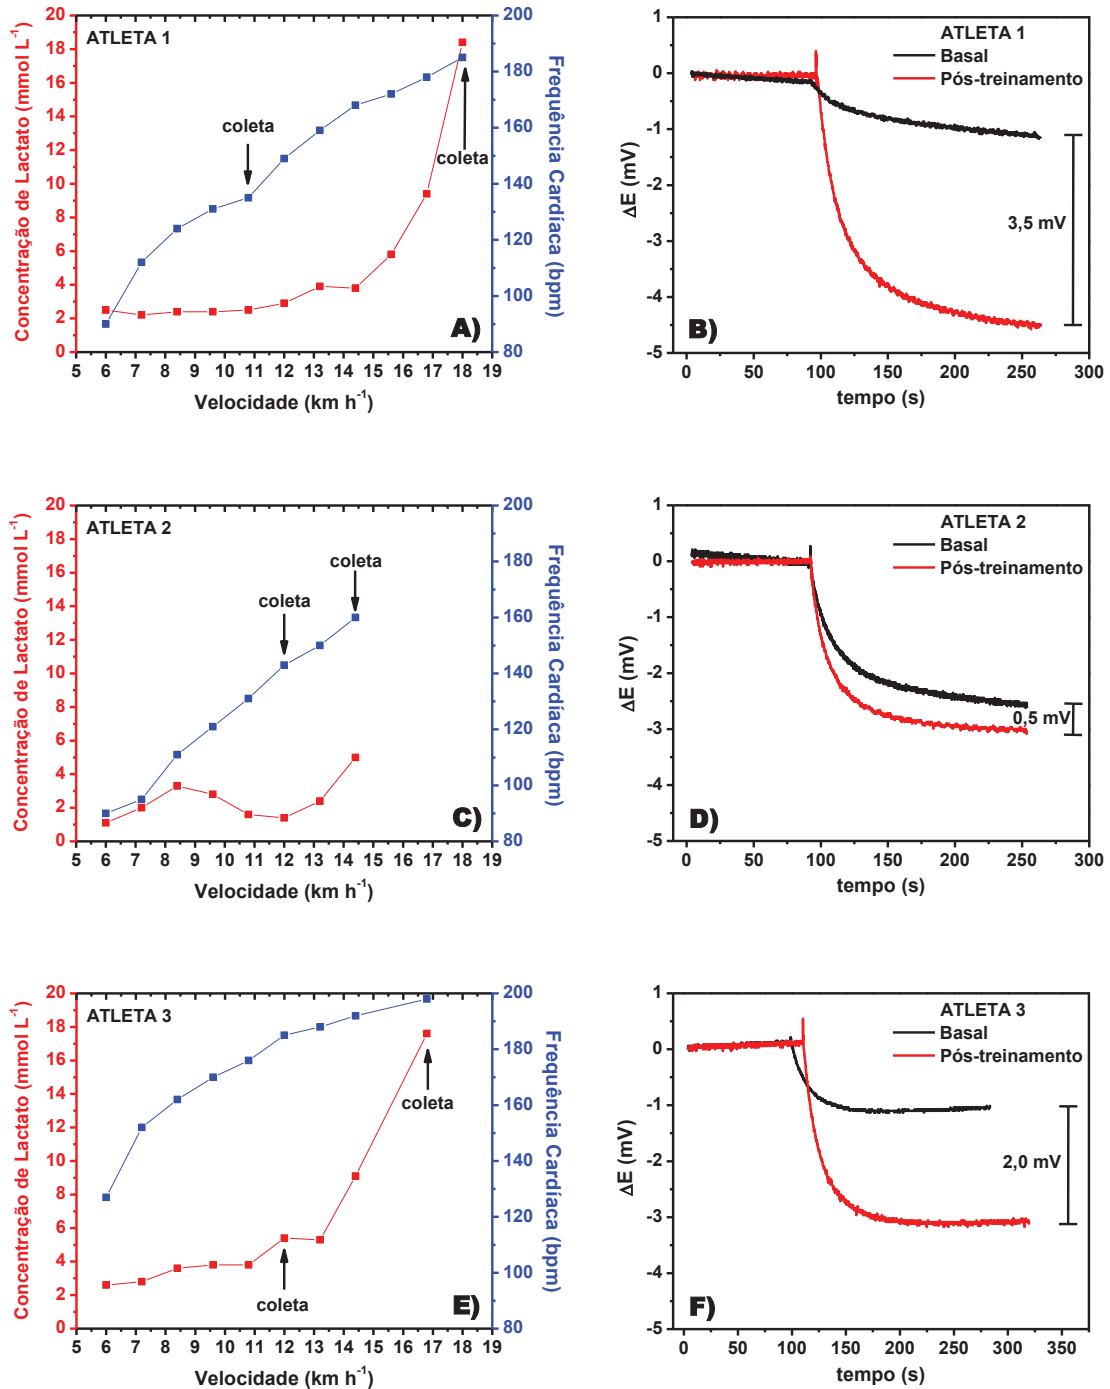 ATLETA 1
coleta
coleta
A)
Concentração de Lactato (mmol L-1)
0
2
4
6
8
10
12
14
16
18
20
Frequência Cardíaca (bpm)
80
100
120
140
160
180
200
5 6 7 8 9 10 11 12 13 14 15 16 17 18 19
Velocidade (km h-1)
ATLETA 1
Basal
Pós-treinamento
3,5 mV
B)
ΔE (mV)
1
0
-1
-2
-3
-4
-5
0 50 100 150 200 250 300
tempo (s)
ATLETA 2
coleta
coleta
C)
Concentração de Lactato (mmol L-1)
0
2
4
6
8
10
12
14
16
18
20
Frequência Cardíaca (bpm)
80
100
120
140
160
180
200
5 6 7 8 9 10 11 12 13 14 15 16 17 18 19
Velocidade (km h-1)
ATLETA 2
Basal
Pós-treinamento
0,5 mV
D)
ΔE (mV)
1
0
-1
-2
-3
-4
-5
0 50 100 150 200 250 300
tempo (s)
ATLETA 3
coleta
coleta
E)
Concentração de Lactato (mmol L-1)
0
2
4
6
8
10
12
14
16
18
20
Frequência Cardíaca (bpm)
80
100
120
140
160
180
200
5 6 7 8 9 10 11 12 13 14 15 16 17 18 19
Velocidade (km h-1)
ATLETA 3
Basal
Pós-treinamento
2,0 mV
F)
ΔE (mV)
1
0
-1
-2
-3
-4
-5
0 50 100 150 200 250 300 350
tempo (s)